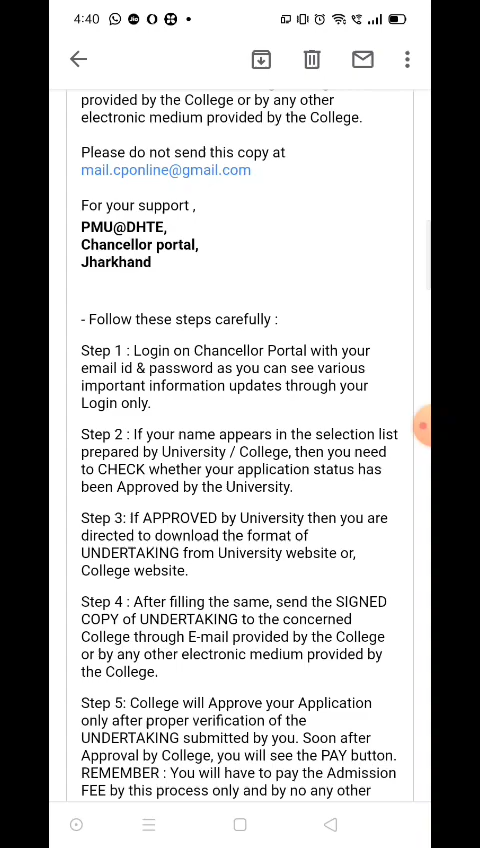 4:40
provided by the College or by any other
electronic medium provided by the College.
Please do not send this copy at
mail.cponline@gmail.com
For your support ,
PMU@DHTE,
Chancellor portal,
Jharkhand
- Follow these steps carefully :
Step 1 : Login on Chancellor Portal with your
email id & password as you can see various
important information updates through your
Login only.
Step 2 : If your name appears in the selection list
prepared by University / College, then you need
to CHECK whether your application status has
been Approved by the University.
Step 3: If APPROVED by University then you are
directed to download the format of
UNDERTAKING from University website or,
College website.
Step 4 : After filling the same, send the SIGNED
COPY of UNDERTAKING to the concerned
College through E-mail provided by the College
or by any other electronic medium provided by
the College.
Step 5: College will Approve your Application
only after proper verification of the
UNDERTAKING submitted by you. Soon after
Approval by College, you will see the PAY button.
REMEMBER : You will have to pay the Admission
FEE by this process only and by no any other